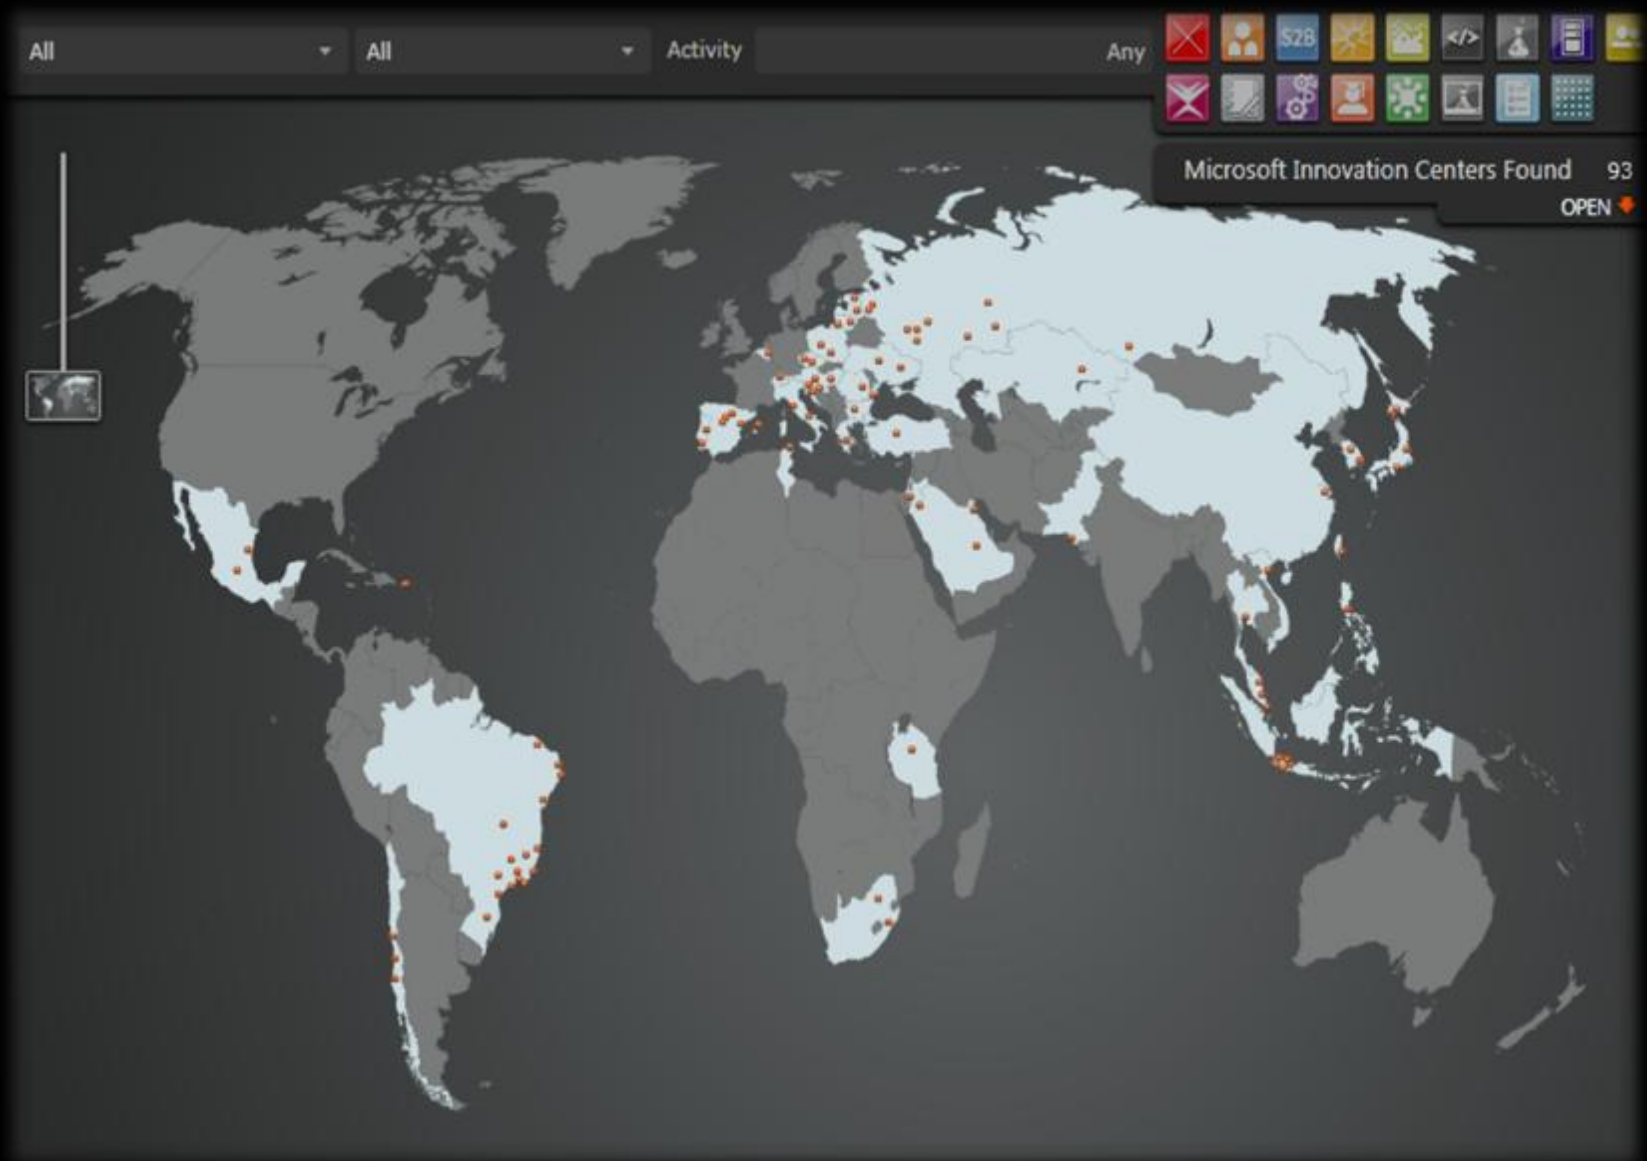 All
All
Activity
Any
S2B
</>
Microsoft Innovation Centers Found 93
OPEN